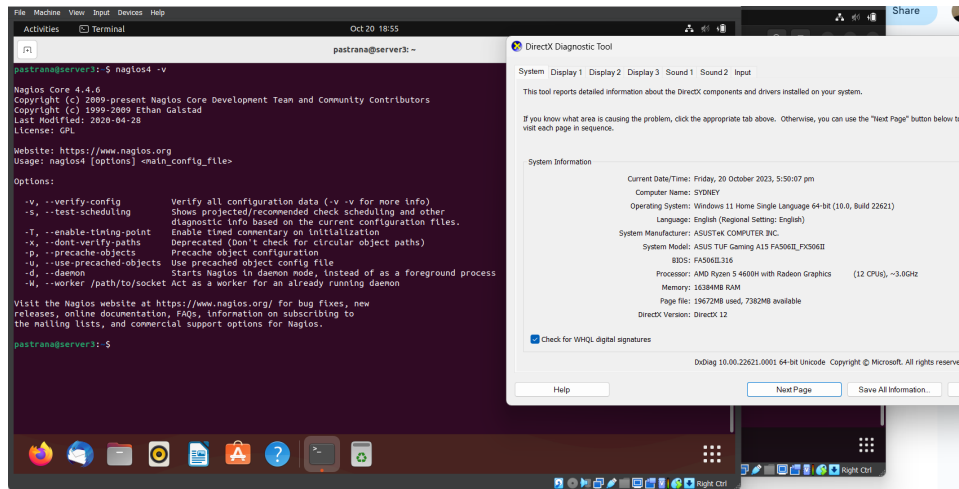 File Machine View Input Devices Help
Activities Terminal Oct 20 18:55
pastrana@server3: ~
pastrana@server3:~$ nagios4 -v
Nagios Core 4.4.6
Copyright (c) 2009-present Nagios Core Development Team and Community Contributors
Copyright (c) 1999-2009 Ethan Galstad
Last Modified: 2020-04-28
License: GPL
Website: https://www.nagios.org
Usage: nagios4 [options] <main_config_file>
Options:
-v, --verify-config Verify all configuration data (-v -v for more info)
-s, --test-scheduling Shows projected/recommended check scheduling and other
diagnostic info based on the current configuration files.
-T, --enable-timing-point Enable timed commentary on initialization
-x, --dont-verify-paths Deprecated (Don't check for circular object paths)
-p, --precache-objects Precache object configuration
-u, --use-precached-objects Use precached object config file
-d, --daemon Starts Nagios in daemon mode, instead of as a foreground process
-W, --worker /path/to/socket Act as a worker for an already running daemon
Visit the Nagios website at https://www.nagios.org/ for bug fixes, new
releases, online documentation, FAQs, information on subscribing to
the mailing lists, and commercial support options for Nagios.
pastrana@server3:~$
Right Ctrl
Share
DirectX Diagnostic Tool
System Display 1 Display 2 Display 3 Sound 1 Sound 2 Input
This tool reports detailed information about the DirectX components and drivers installed on your system.
If you know what area is causing the problem, click the appropriate tab above. Otherwise, you can use the "Next Page" button below to
visit each page in sequence.
System Information
Current Date/Time: Friday, 20 October 2023, 5:50:07 pm
Computer Name: SYDNEY
Operating System: Windows 11 Home Single Language 64-bit (10.0, Build 22621)
Language: English (Regional Setting: English)
System Manufacturer: ASUSTeK COMPUTER INC.
System Model: ASUS TUF Gaming A15 FA506II_FX506II
BIOS: FA506II.316
Processor: AMD Ryzen 5 4600H with Radeon Graphics (12 CPUs), ~3.0GHz
Memory: 16384MB RAM
Page file: 19672MB used, 7382MB available
DirectX Version: DirectX 12
Check for WHQL digital signatures
DxDiag 10.00.22621.0001 64-bit Unicode Copyright © Microsoft. All rights reserve
Help Next Page Save All Information...
Right Ctrl